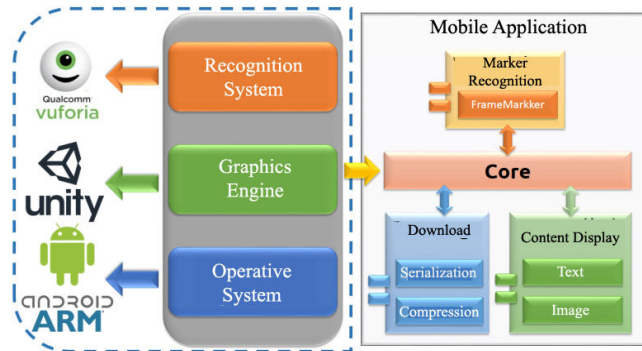 Qualcomm
vuforia
unity
ANDROID
ARM
Recognition
System
Graphics
Engine
Operative
System
Mobile Application
Marker
Recognition
FrameMarkker
Core
Download
Serialization
Compression
Content Display
Text
Image